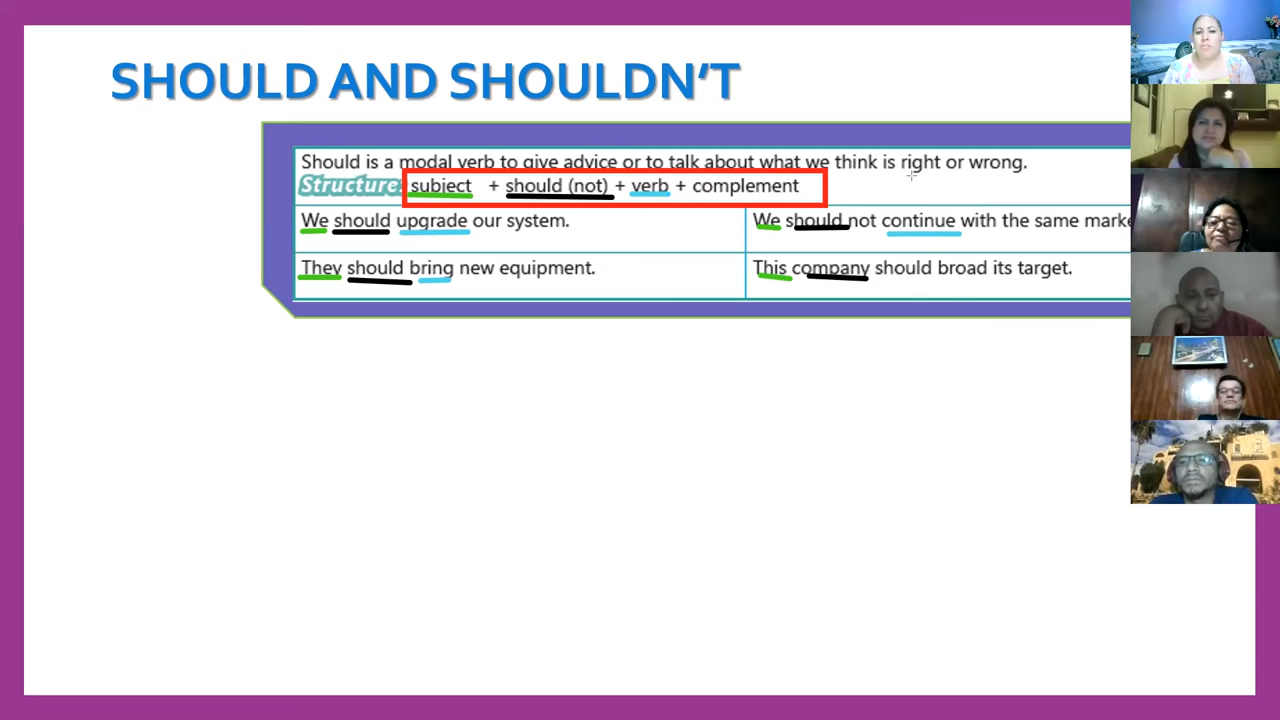 SHOULD AND SHOULDN'T
Should is a modal verb to give advice or to talk about what we think is right or wrong.
Structure: subject + should (not) + verb + complement
We should upgrade our system.
We should not continue with the same marke
They should bring new equipment.
This company should broad its target.